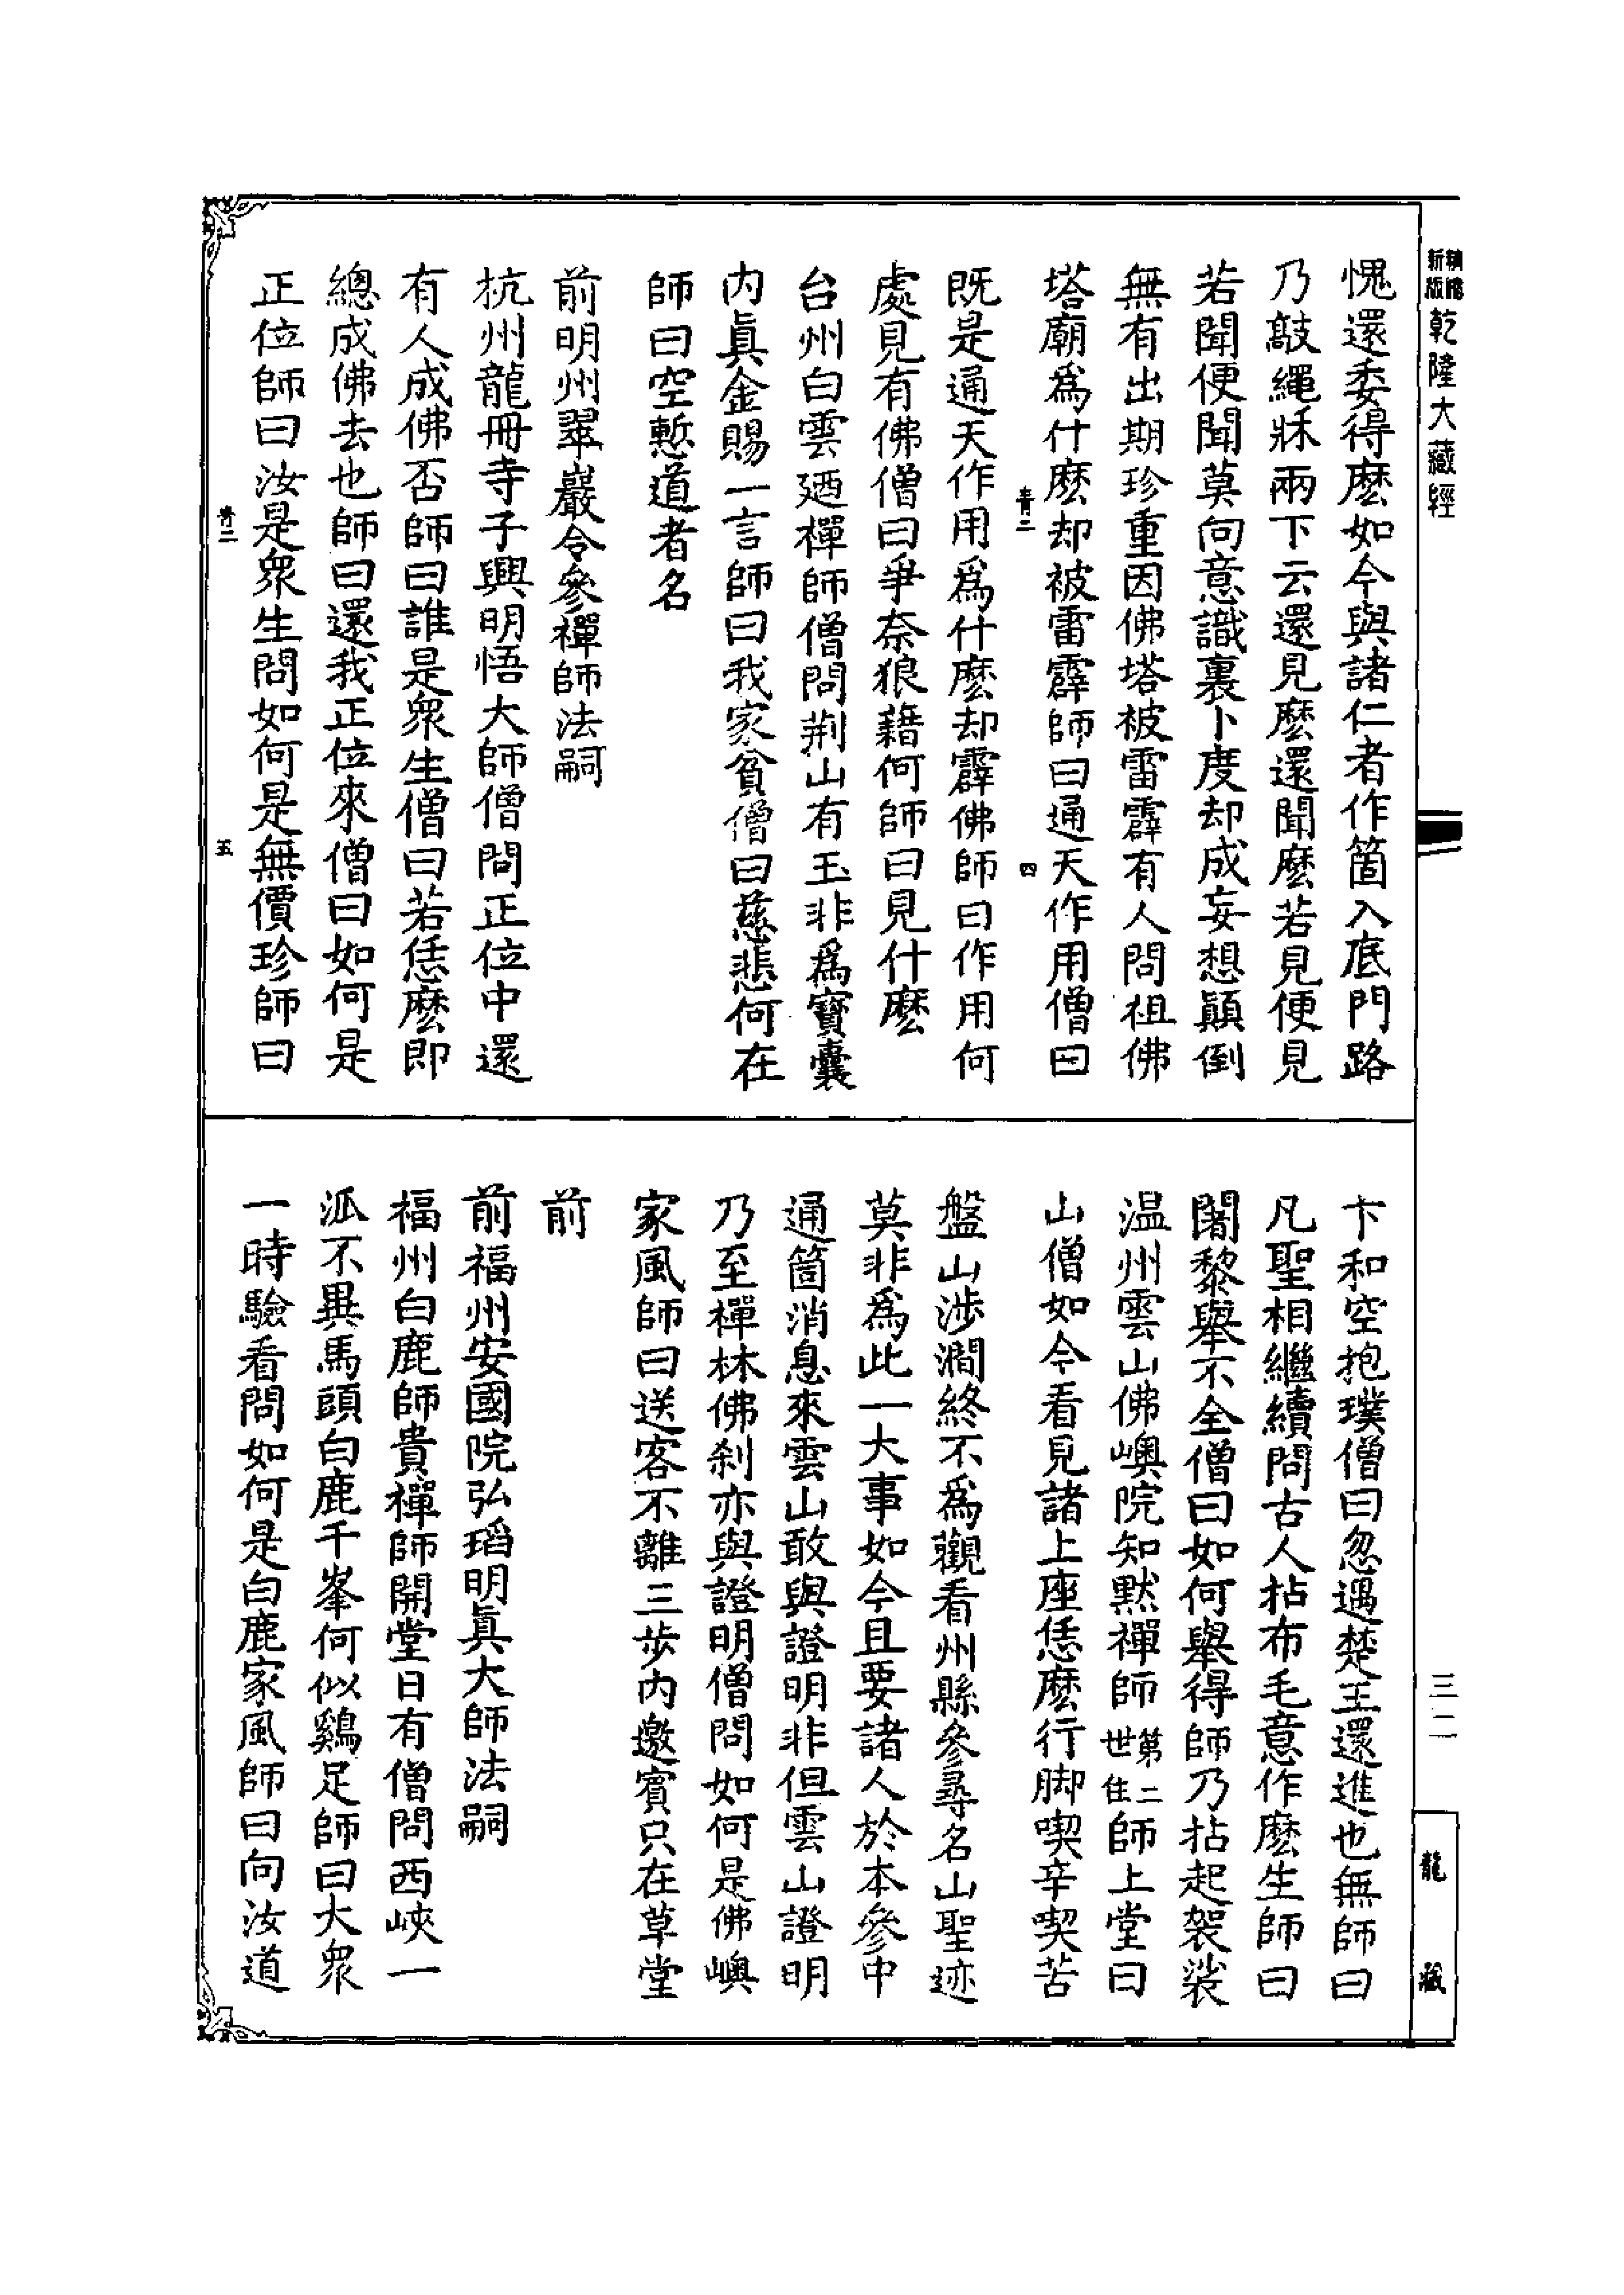 乾隆大藏經
愧還委得麽如今與諸仁者作箇入底門路
乃敲繩牀兩下云還見麽還聞麽若見便見
若聞便聞莫向意識裏卜度却成妄想顛倒
無有出期珍重因佛塔被雷霹有人問祖佛
塔廟爲什麽却被雷霹師曰通天作用僧曰
青二
四
既是通天作用爲什麽却霹佛師曰作用何
處見有佛僧曰爭奈狼藉何師曰見什麽
台州白雲廼禪師僧問荆山有玉非爲寶囊
内眞金賜一言師曰我家貧僧曰慈悲何在
師曰空慙道者名
前明州翠巖令參禪師法嗣
杭州龍冊寺子興明悟大師僧問正位中還
有人成佛否師曰誰是衆生僧曰若恁麽即
總成佛去也師曰還我正位來僧曰如何是
正位師曰汝是衆生問如何是無價珍師曰
青二
五
卞和空抱璞僧曰忽遇楚王還進也無師曰
凡聖相繼續問古人拈布毛意作麽生師曰
闍黎舉不全僧曰如何舉得師乃拈起袈裟
温州雲山佛嶼院知黙禪師第二世住師上堂曰
山僧如今看見諸上座恁麽行脚喫辛喫苦
盤山涉澗終不爲觀看州縣參尋名山聖迹
莫非爲此一大事如今且要諸人於本參中
通箇消息來雲山敢與證明非但雲山證明
乃至禪林佛刹亦與證明僧問如何是佛嶼
家風師曰送客不離三步内邀賓只在草堂
前
前福州安國院弘瑫明眞大師法嗣
福州白鹿師貴禪師開堂日有僧問西峽一
派不異馬頭白鹿千峯何似鷄足師曰大衆
一時驗看問如何是白鹿家風師曰向汝道
三二
龍藏